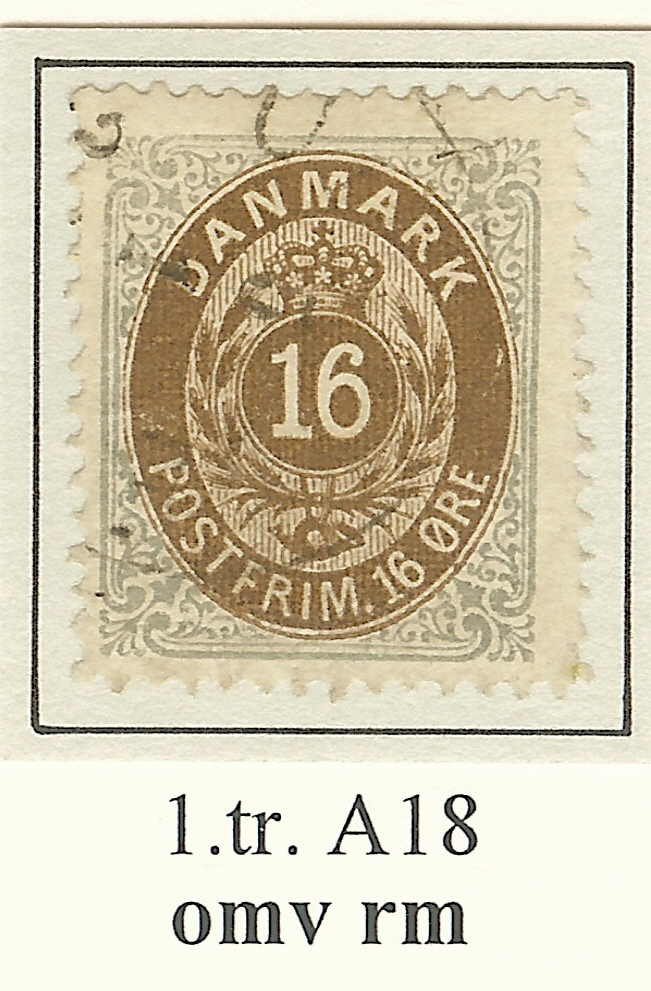 DANMARK
16
POSTFRIM. 16 ØRE
1.tr. A18
omv rm